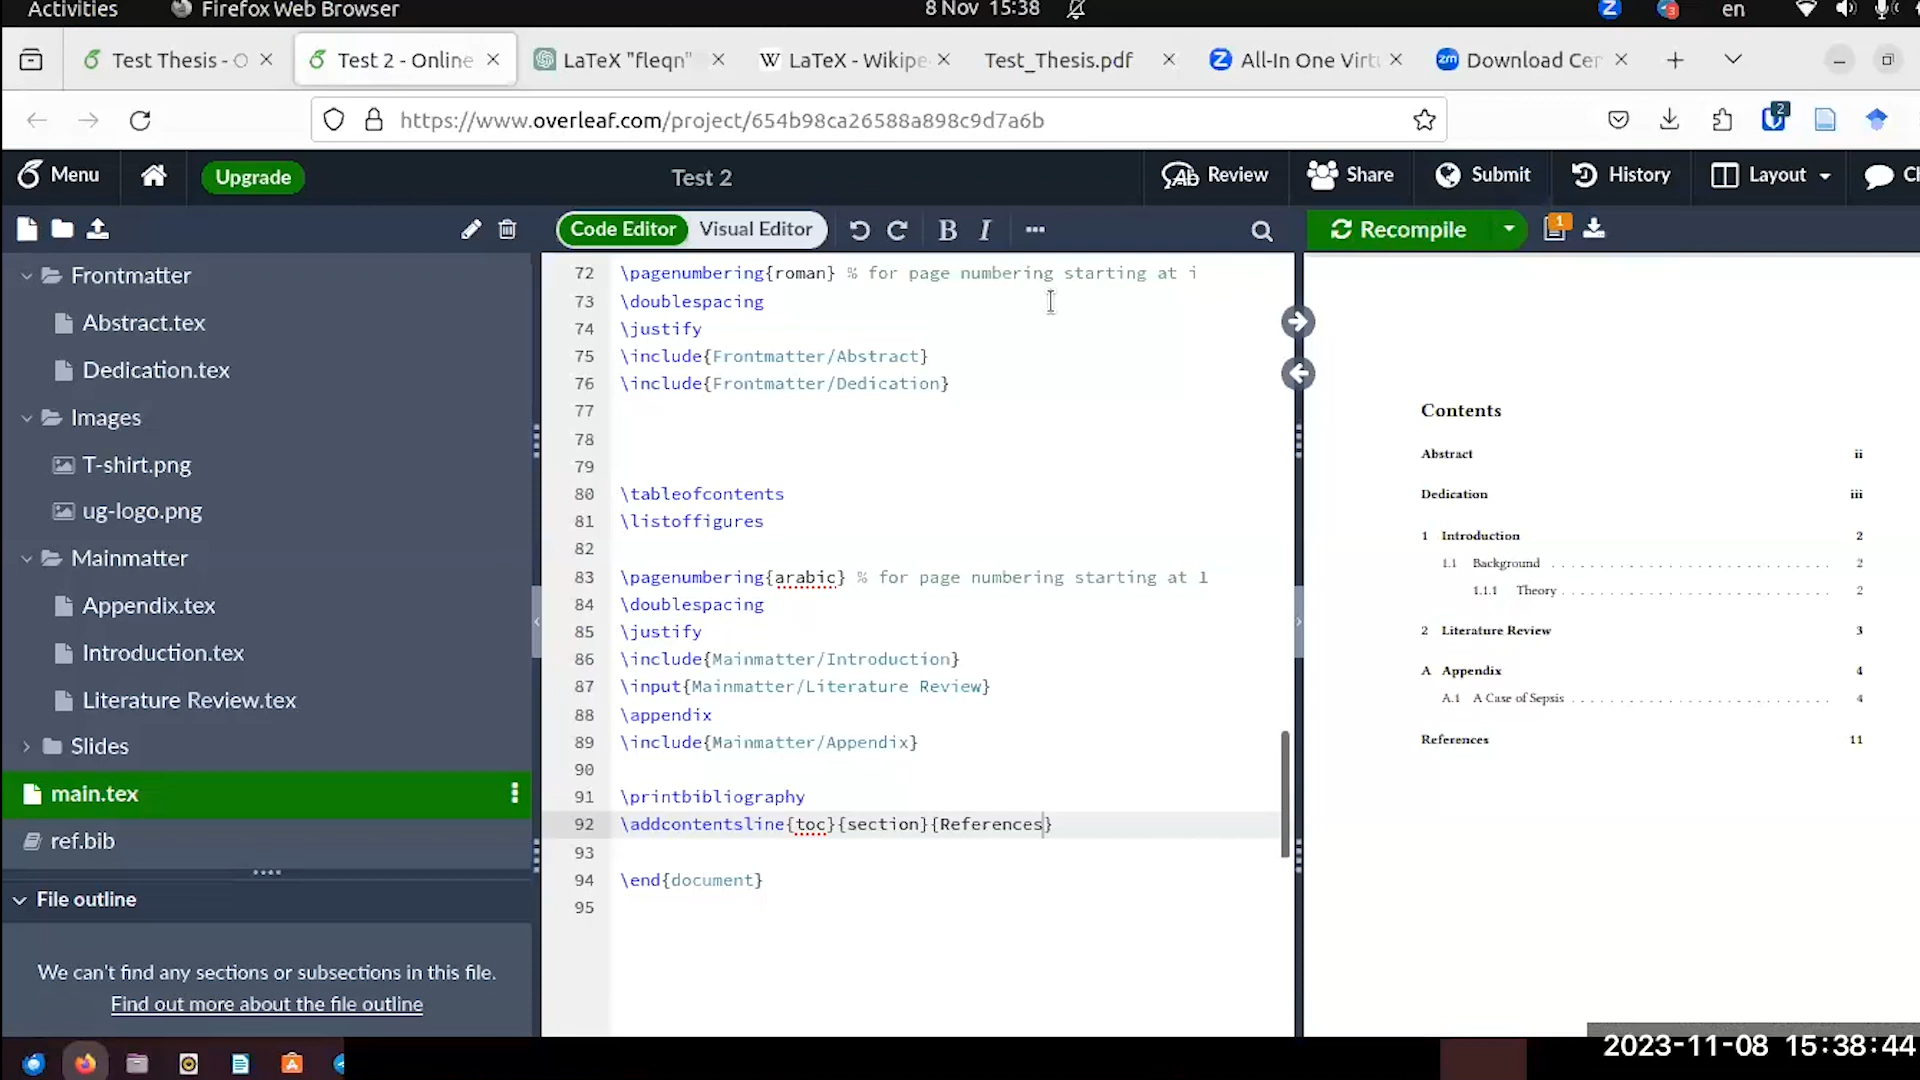 Activities Firefox Web Browser 8 Nov 15:38 3 en
Test Thesis - O Test 2 - Online LaTeX "fleqn" W LaTeX - Wikipe Test_Thesis.pdf Z All-In One Virtu zm Download Cer
https://www.overleaf.com/project/654b98ca26588a898c9d7a6b 2
Menu Upgrade Test 2 Review Share Submit History Layout Ch
Code Editor Visual Editor B I Recompile 1
Frontmatter
Abstract.tex
Dedication.tex
Images
T-shirt.png
ug-logo.png
Mainmatter
Appendix.tex
Introduction.tex
Literature Review.tex
Slides
main.tex
ref.bib
File outline
We can't find any sections or subsections in this file.
Find out more about the file outline
72 \pagenumbering{roman} % for page numbering starting at i
73 \doublespacing
74 \justify
75 \include{Frontmatter/Abstract}
76 \include{Frontmatter/Dedication}
77
78
79
80 \tableofcontents
81 \listoffigures
82
83 \pagenumbering{arabic} % for page numbering starting at 1
84 \doublespacing
85 \justify
86 \include{Mainmatter/Introduction}
87 \input{Mainmatter/Literature Review}
88 \appendix
89 \include{Mainmatter/Appendix}
90
91 \printbibliography
92 \addcontentsline{toc}{section}{References}
93
94 \end{document}
95
Contents
Abstract ii
Dedication iii
1 Introduction 2
1.1 Background 2
1.1.1 Theory 2
2 Literature Review 3
A Appendix 4
A.1 A Case of Sepsis 4
References 11
2023-11-08 15:38:44